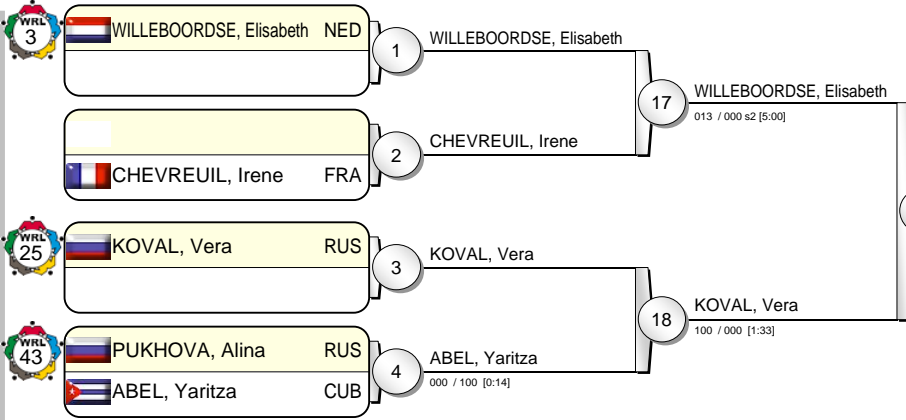 WRL
3
WILLEBOORDSE, Elisabeth NED
1
WILLEBOORDSE, Elisabeth
17
WILLEBOORDSE, Elisabeth
013 / 000 s2 [5:00]
2
CHEVREUIL, Irene
CHEVREUIL, Irene FRA
WRL
25
KOVAL, Vera RUS
3
KOVAL, Vera
18
KOVAL, Vera
100 / 000 [1:33]
WRL
43
PUKHOVA, Alina RUS
4
ABEL, Yaritza
000 / 100 [0:14]
ABEL, Yaritza CUB